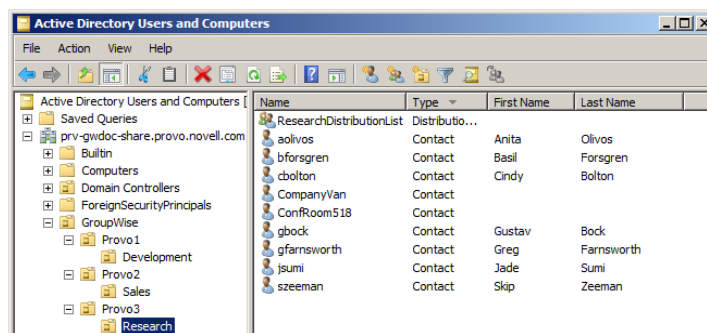 Active Directory Users and Computers
File Action View Help
Active Directory Users and Computers [
Saved Queries
prv-gwdoc-share.provo.novell.com
Builtin
Computers
Domain Controllers
ForeignSecurityPrincipals
GroupWise
Provo1
Development
Provo2
Sales
Provo3
Research
Name Type First Name Last Name
ResearchDistributionList Distributio...
aolivos Contact Anita Olivos
bforsgren Contact Basil Forsgren
cbolton Contact Cindy Bolton
CompanyVan Contact
ConfRoom518 Contact
gbock Contact Gustav Bock
gfarnsworth Contact Greg Farnsworth
jsumi Contact Jade Sumi
szeeman Contact Skip Zeeman